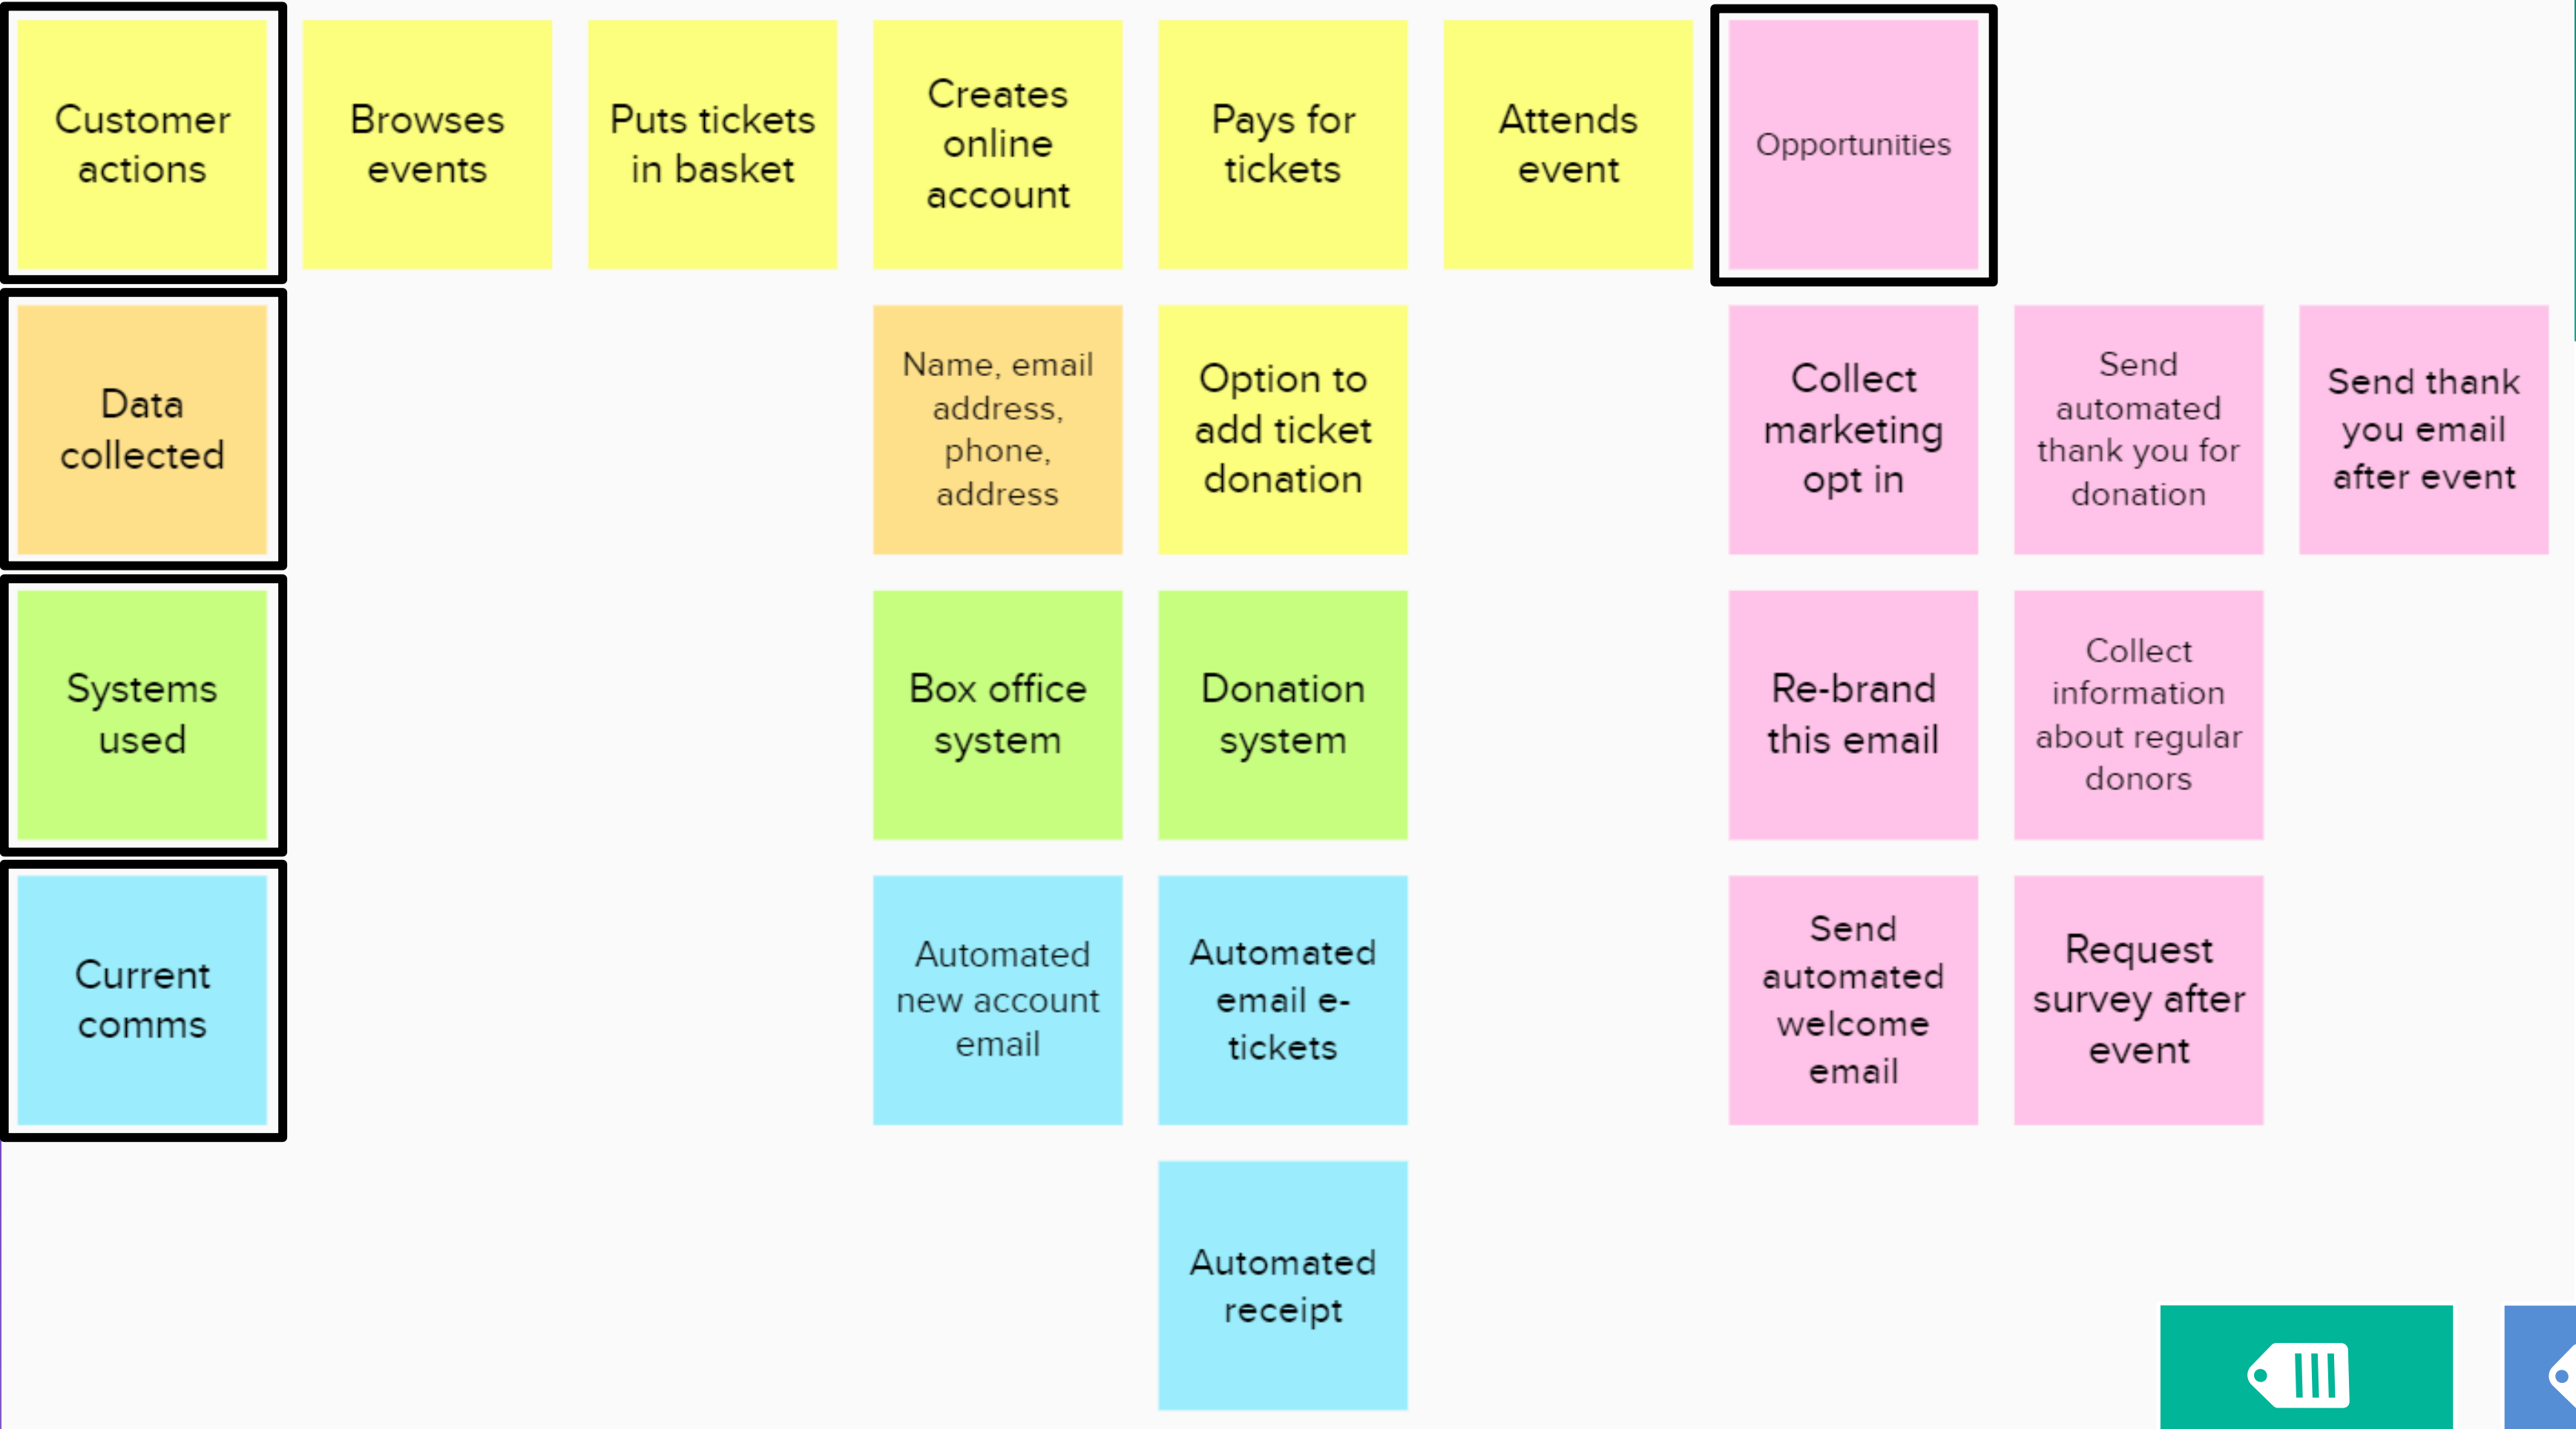 Customer
actions
Browses
events
Puts tickets
in basket
Creates
online
account
Pays for
tickets
Attends
event
Opportunities
Data
collected
Name, email
address,
phone,
address
Option to
add ticket
donation
Collect
marketing
opt in
Send
automated
thank you for
donation
Send thank
you email
after event
Systems
used
Box office
system
Donation
system
Re-brand
this email
Collect
information
about regular
donors
Current
comms
Automated
new account
email
Automated
email e-
tickets
Send
automated
welcome
email
Request
survey after
event
Automated
receipt